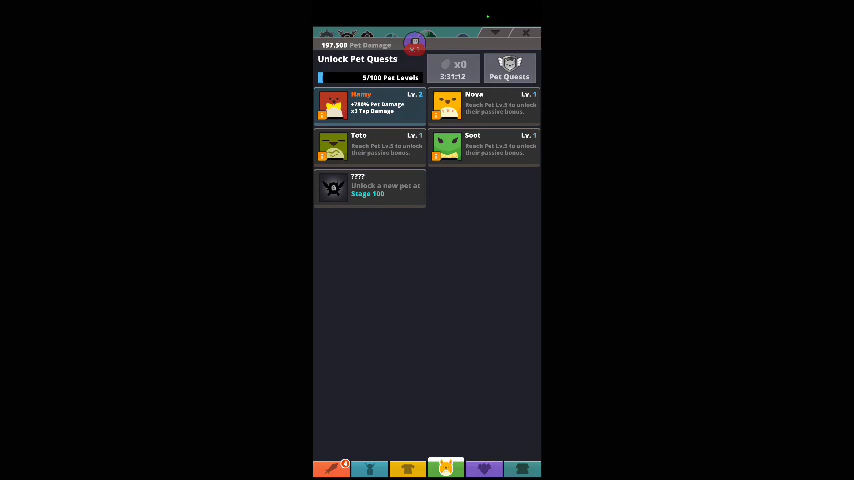 197.500 Pet Damage
Unlock Pet Quests
x0
5/100 Pet Levels
3:31:12
Pet Quests
Hamy Lv. 2
+780% Pet Damage
x3 Tap Damage
Nova Lv. 1
Reach Pet Lv.5 to unlock
their passive bonus.
Toto Lv. 1
Reach Pet Lv.5 to unlock
their passive bonus.
Soot Lv. 1
Reach Pet Lv.5 to unlock
their passive bonus.
????
Unlock a new pet at
Stage 100